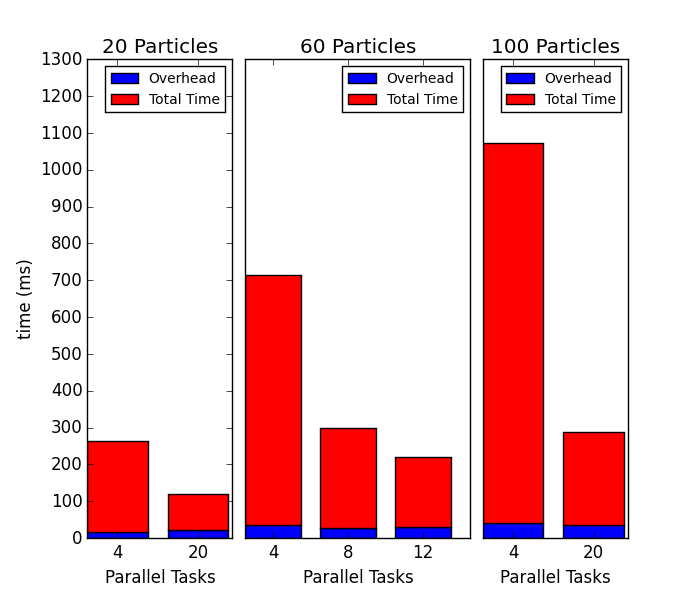 20 Particles 60 Particles 100 Particles
1300
1200
1100
1000
900
800
700
600
500
400
300
200
100
0
time (ms)
Overhead
Total Time
Overhead
Total Time
Overhead
Total Time
4 20 4 8 12 4 20
Parallel Tasks Parallel Tasks Parallel Tasks